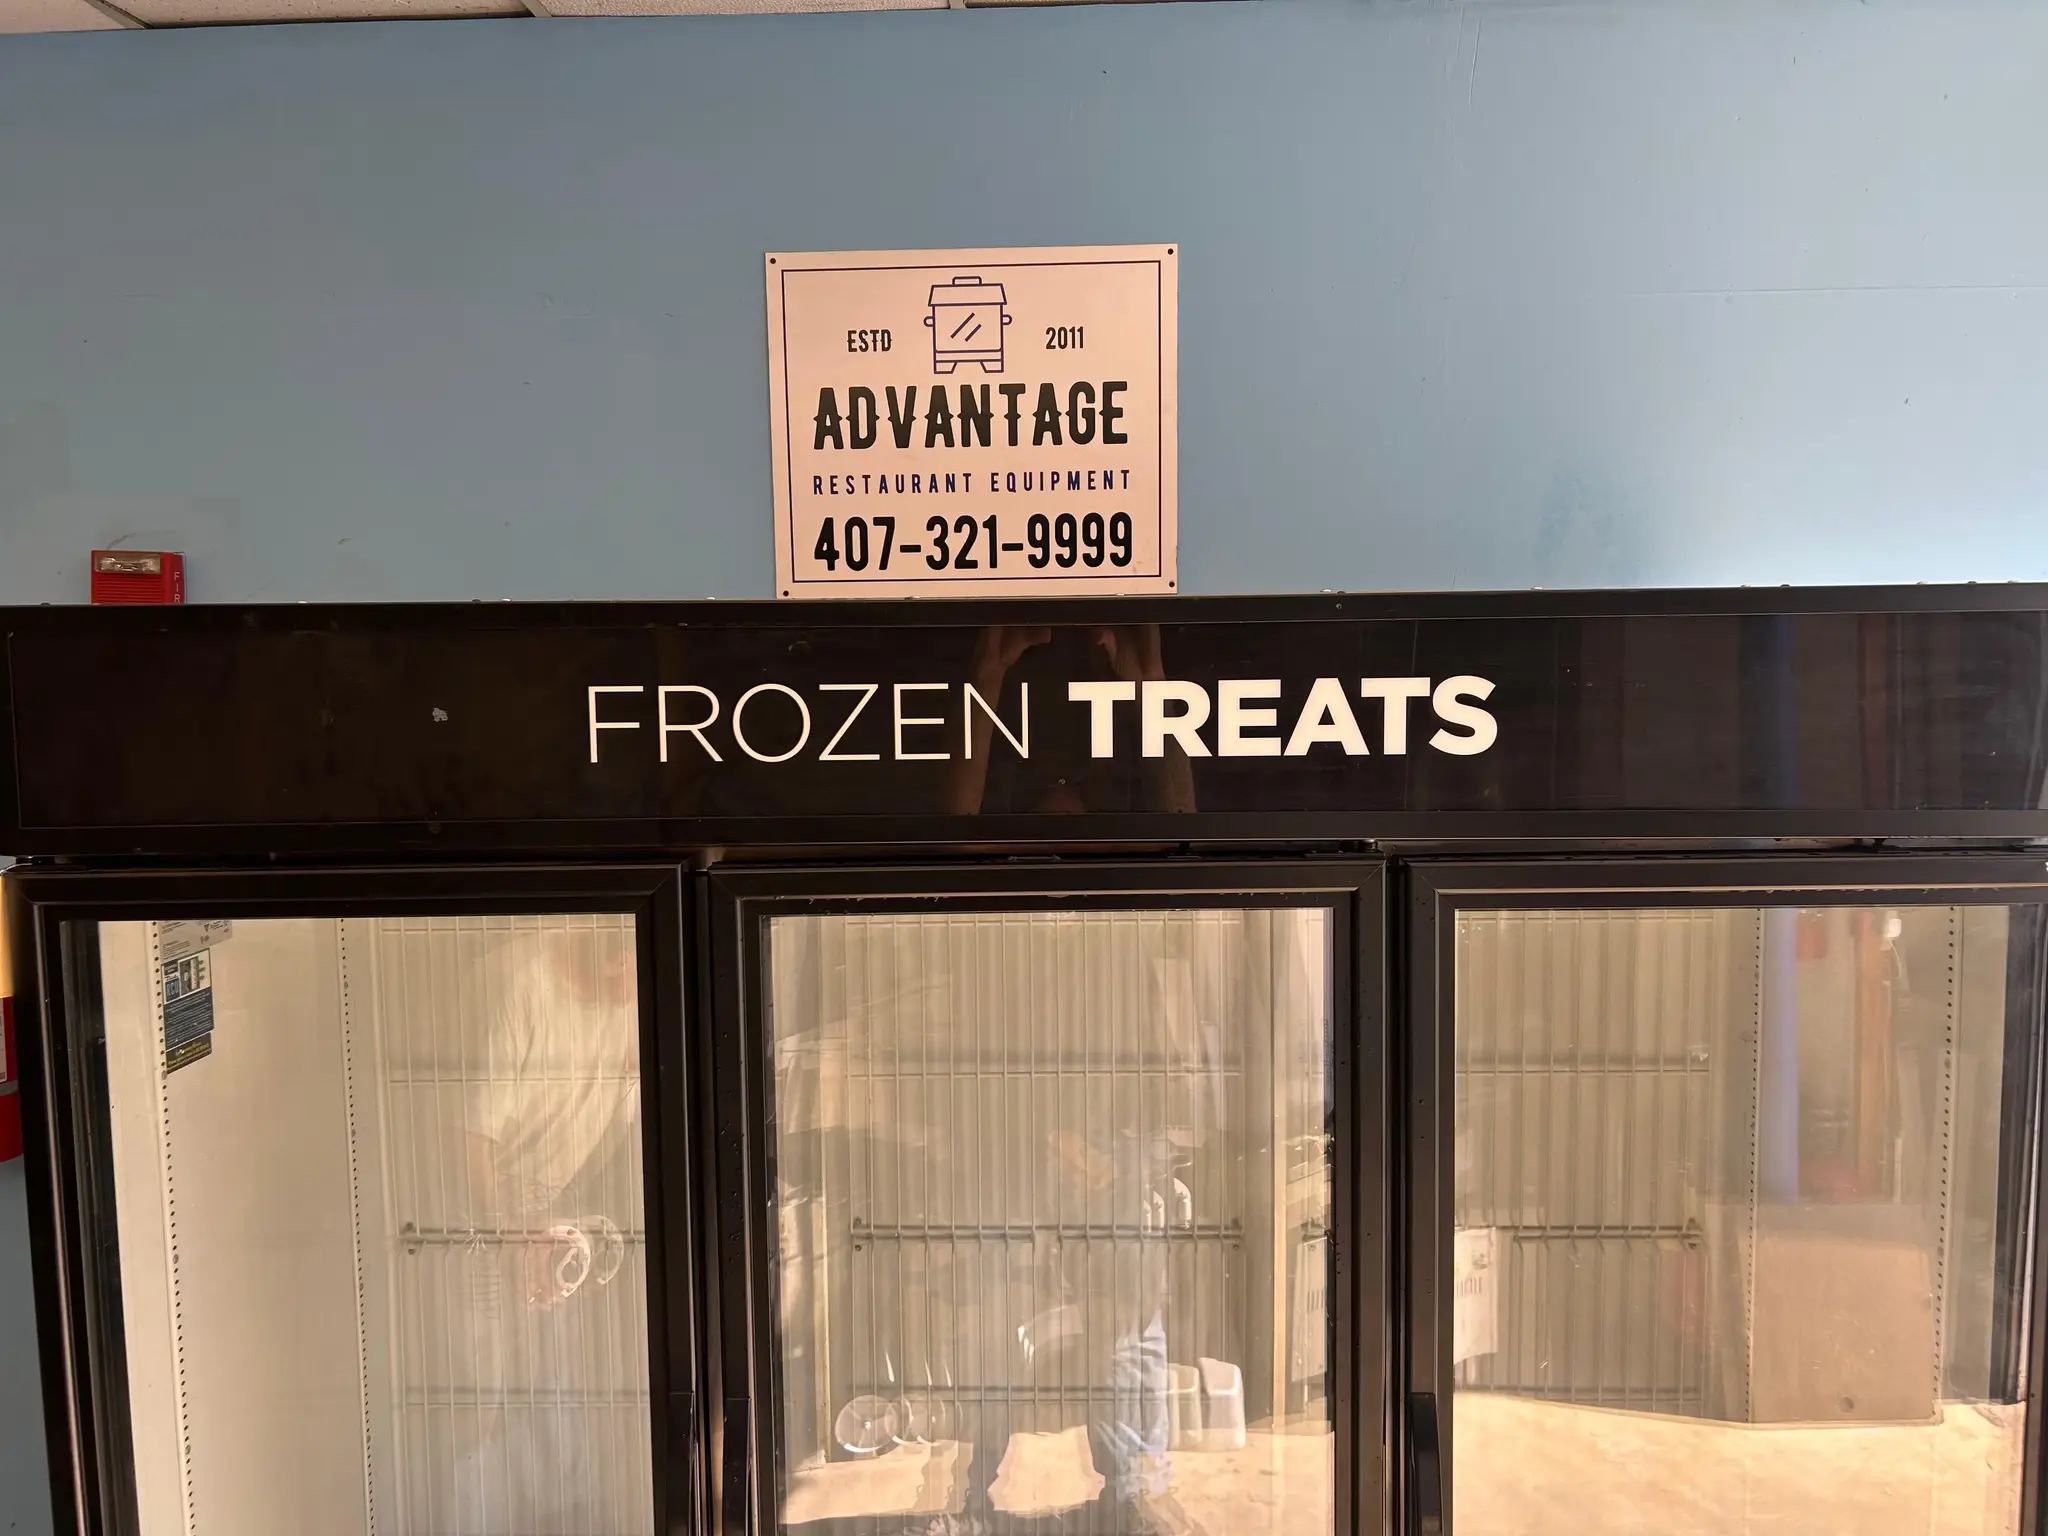 ESTD 2011
ADVANTAGE
RESTAURANT EQUIPMENT
407-321-9999
FROZEN TREATS